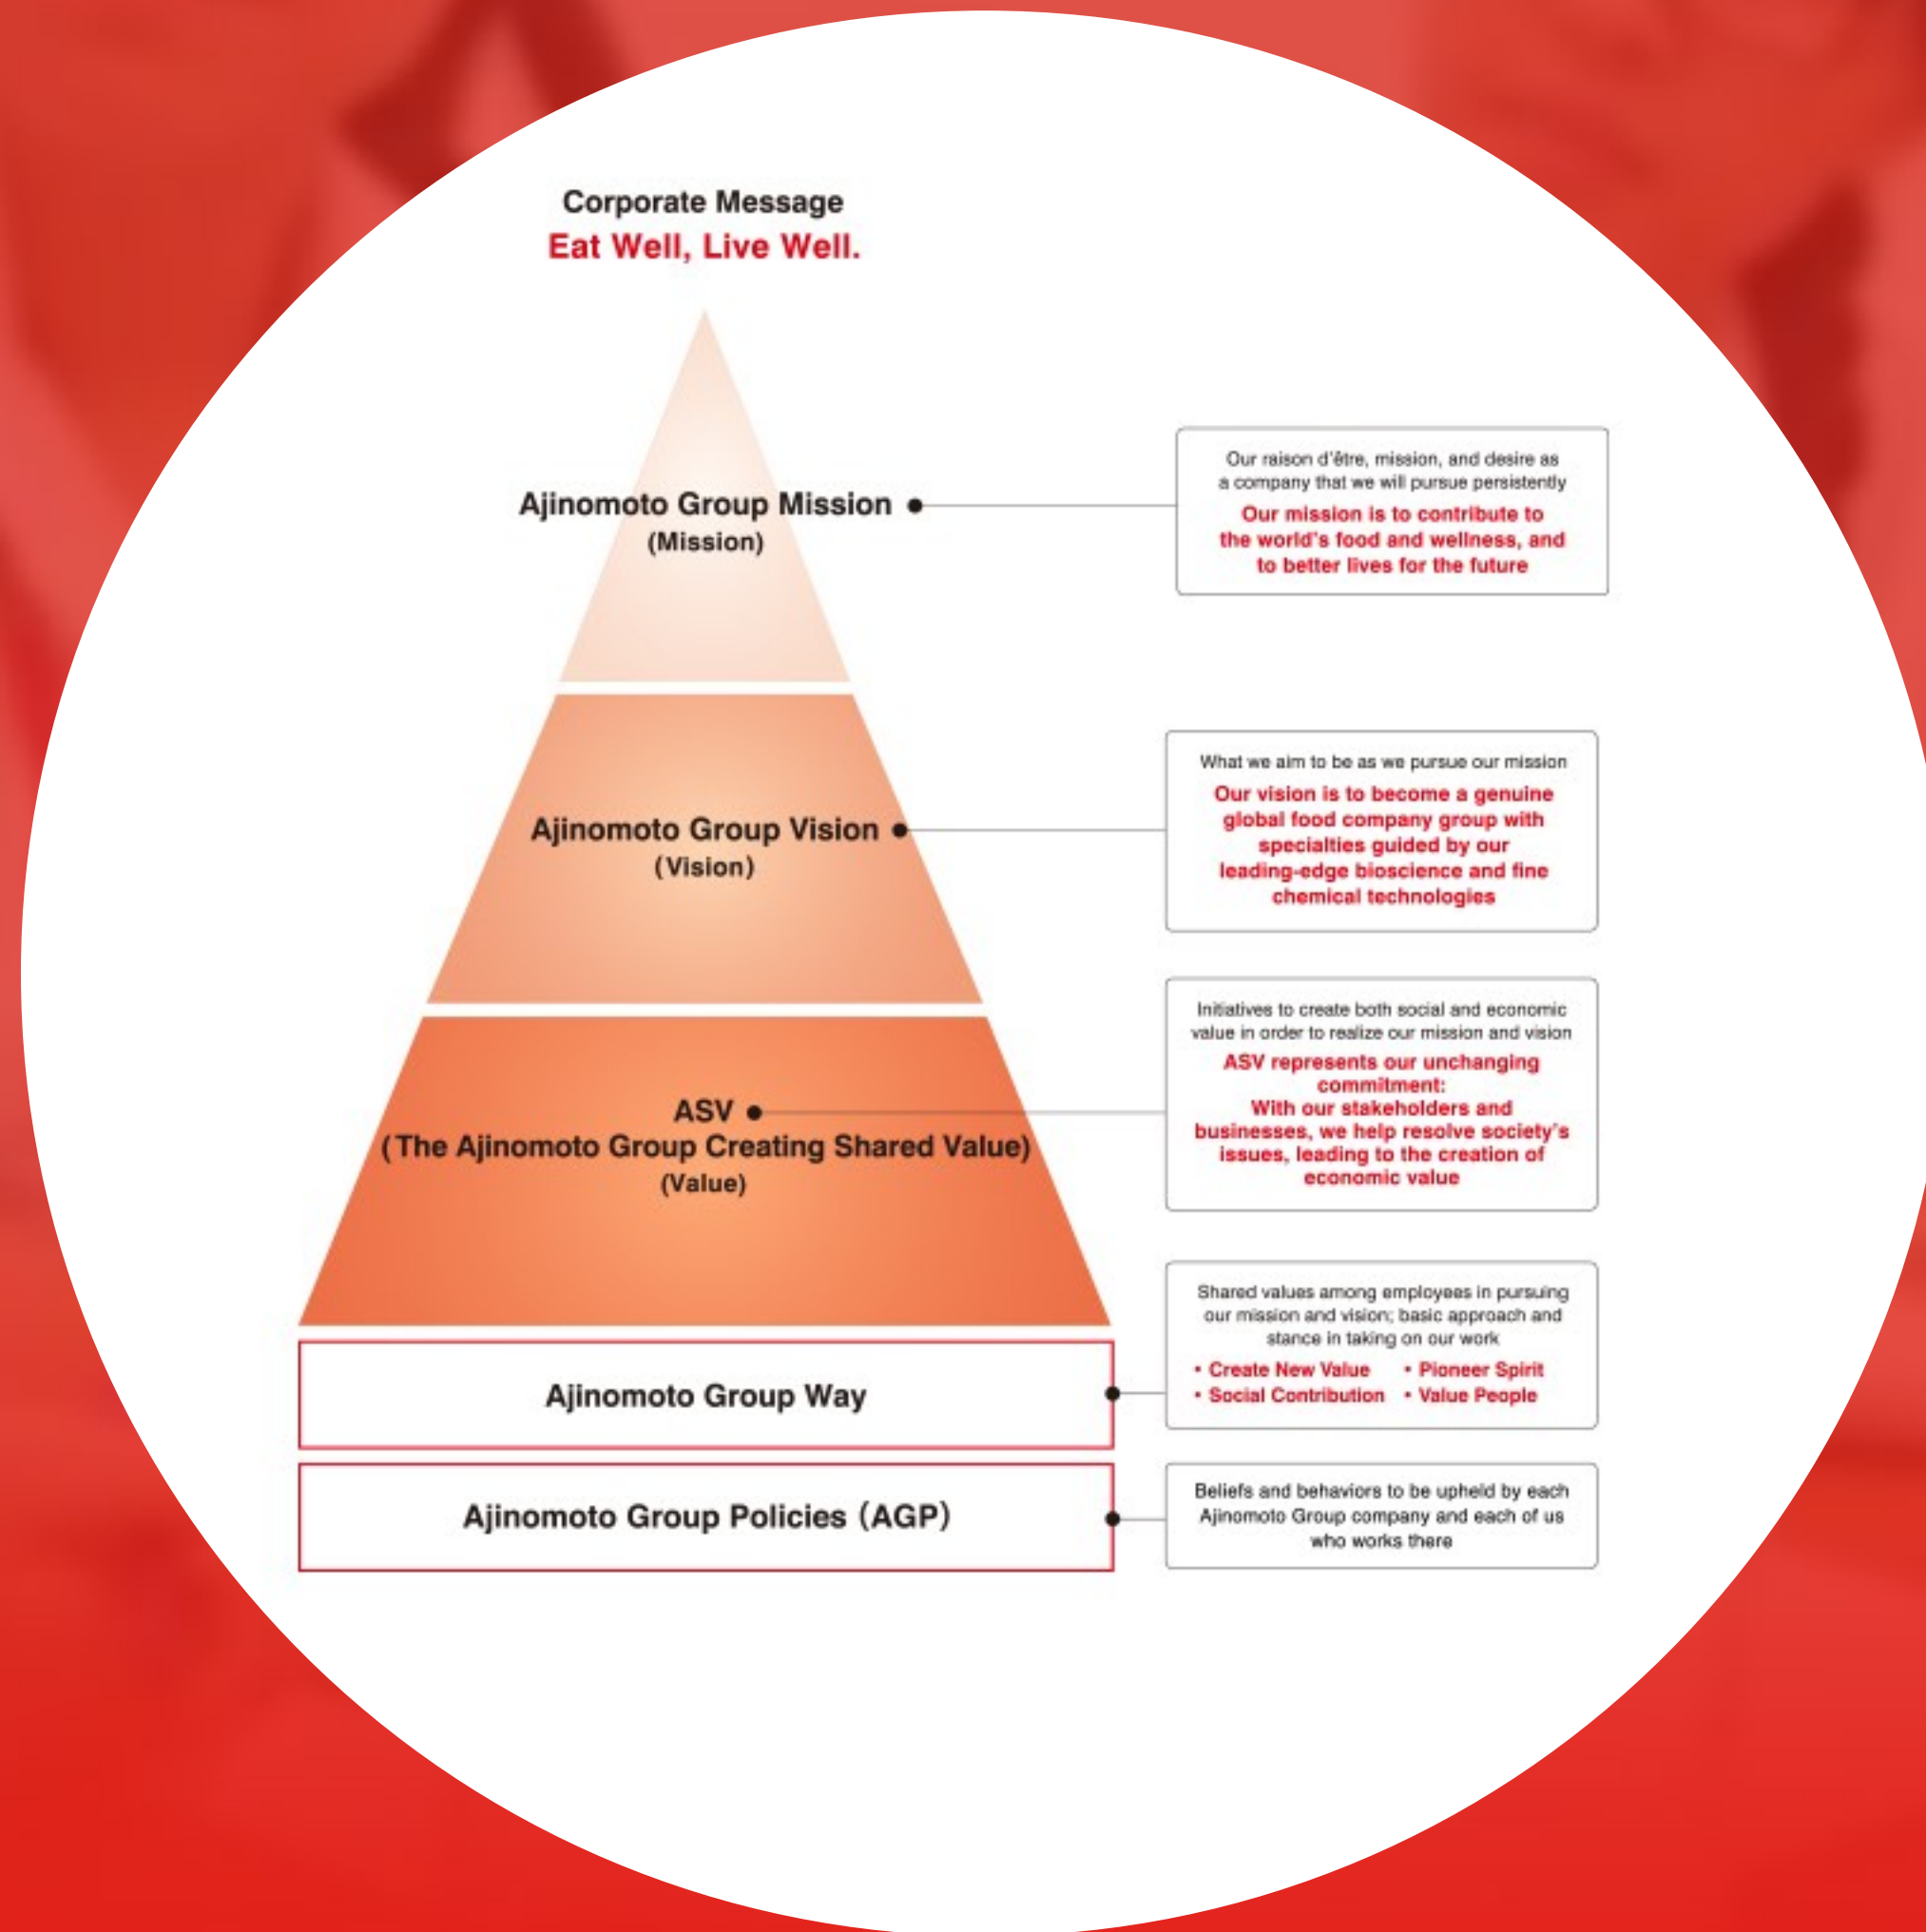 Corporate Message
Eat Well, Live Well.
Ajinomoto Group Mission
(Mission)
Our raison d'être, mission, and desire as
a company that we will pursue persistently
Our mission is to contribute to
the world's food and wellness, and
to better lives for the future
Ajinomoto Group Vision
(Vision)
What we aim to be as we pursue our mission
Our vision is to become a genuine
global food company group with
specialties guided by our
leading-edge bioscience and fine
chemical technologies
ASV
(The Ajinomoto Group Creating Shared Value)
(Value)
Initiatives to create both social and economic
value in order to realize our mission and vision
ASV represents our unchanging
commitment:
With our stakeholders and
businesses, we help resolve society's
issues, leading to the creation of
economic value
Ajinomoto Group Way
Shared values among employees in pursuing
our mission and vision; basic approach and
stance in taking on our work
• Create New Value • Pioneer Spirit
• Social Contribution • Value People
Ajinomoto Group Policies (AGP)
Beliefs and behaviors to be upheld by each
Ajinomoto Group company and each of us
who works there